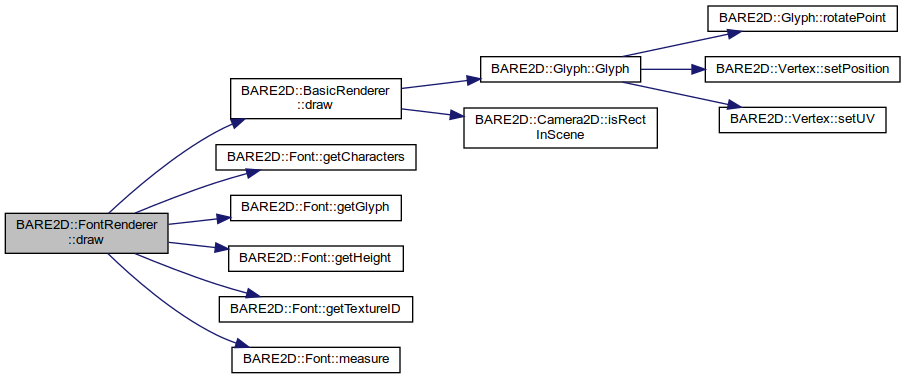 BARE2D::Glyph::rotatePoint
BARE2D::Glyph::Glyph
BARE2D::Vertex::setPosition
BARE2D::BasicRenderer
::draw
BARE2D::Vertex::setUV
BARE2D::Camera2D::isRect
InScene
BARE2D::Font::getCharacters
BARE2D::Font::getGlyph
BARE2D::FontRenderer
::draw
BARE2D::Font::getHeight
BARE2D::Font::getTextureID
BARE2D::Font::measure